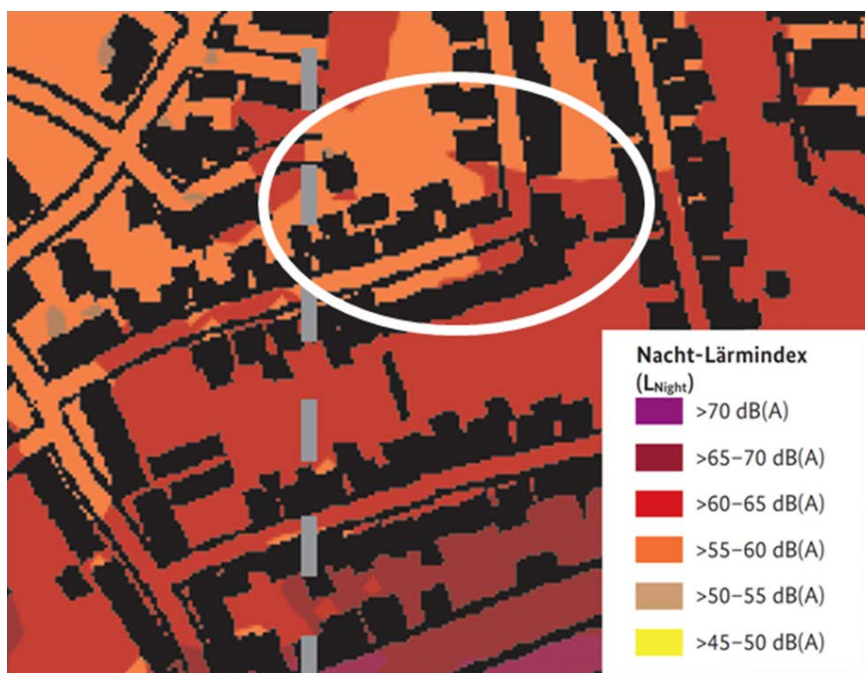 Nacht-Lärmindex
(LNight)
>70 dB(A)
>65–70 dB(A)
>60–65 dB(A)
>55–60 dB(A)
>50–55 dB(A)
>45–50 dB(A)